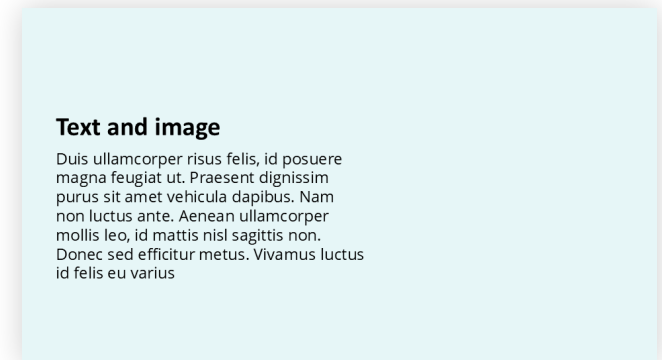 Text and image
Duis ullamcorper risus felis, id posuere
magna feugiat ut. Praesent dignissim
purus sit amet vehicula dapibus. Nam
non luctus ante. Aenean ullamcorper
mollis leo, id mattis nisl sagittis non.
Donec sed efficitur metus. Vivamus luctus
id felis eu varius